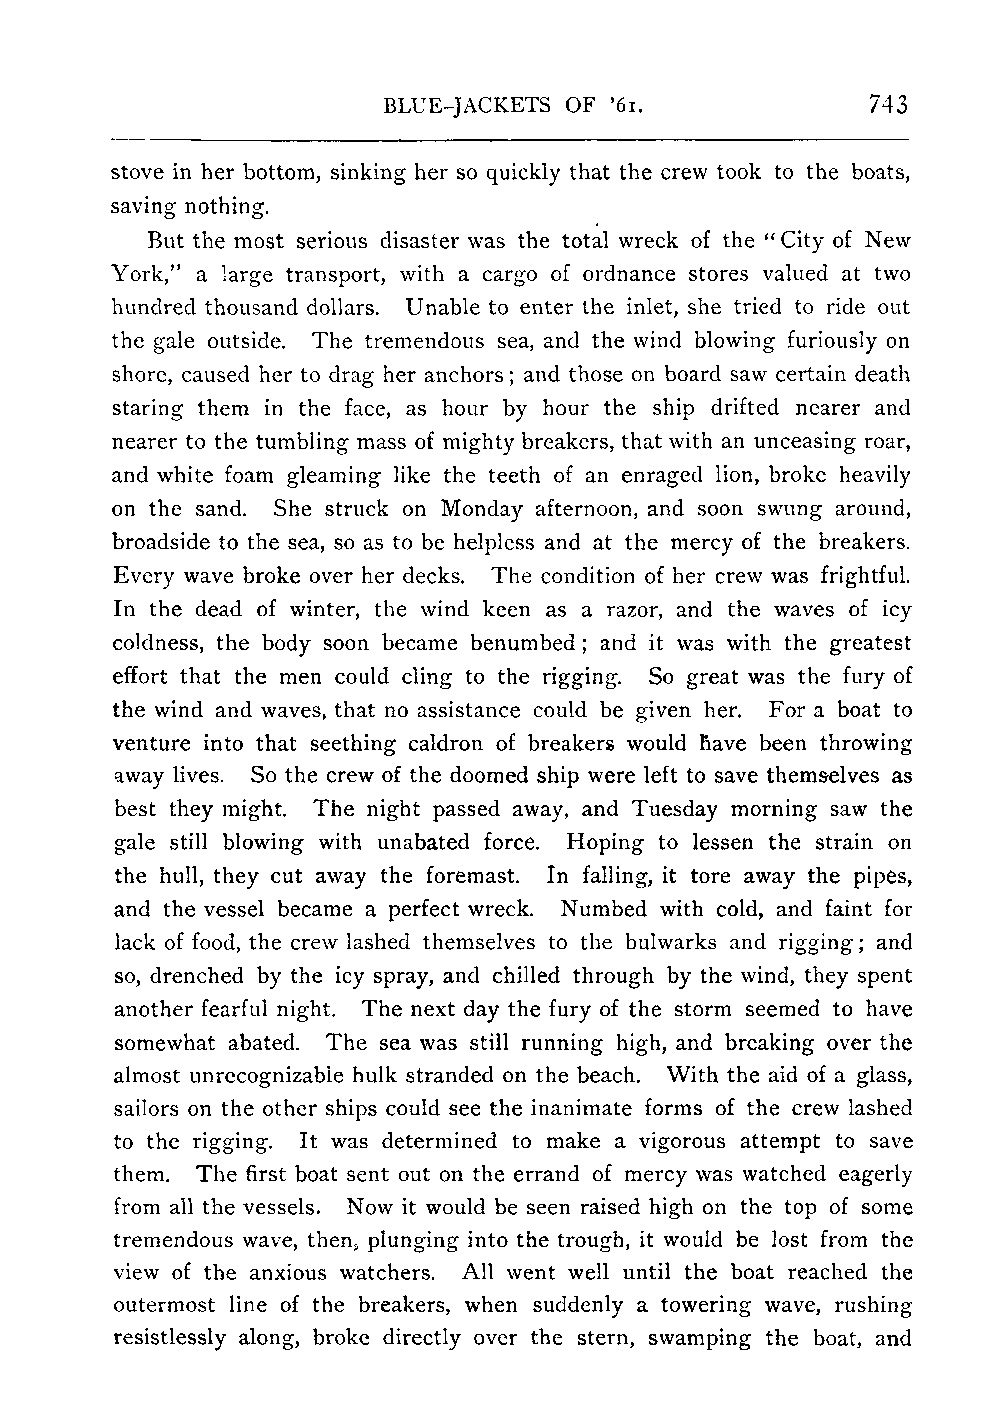 BLUE-JACKETS OF '61. 743
stove in her bottom, sinking her so quickly that the crew took to the boats,
saving nothing.
But the most serious disaster was the total wreck of the "City of New
York," a large transport, with a cargo of ordnance stores valued at two
hundred thousand dollars. Unable to enter the inlet, she tried to ride out
the gale outside. The tremendous sea, and the wind blowing furiously on
shore, caused her to drag her anchors; and those on board saw certain death
staring them in the face, as hour by hour the ship drifted nearer and
nearer to the tumbling mass of mighty breakers, that with an unceasing roar,
and white foam gleaming like the teeth of an enraged lion, broke heavily
on the sand. She struck on Monday afternoon, and soon swung around,
broadside to the sea, so as to be helpless and at the mercy of the breakers.
Every wave broke over her decks. The condition of her crew was frightful.
In the dead of winter, the wind keen as a razor, and the waves of icy
coldness, the body soon became benumbed; and it was with the greatest
effort that the men could cling to the rigging. So great was the fury of
the wind and waves, that no assistance could be given her. For a boat to
venture into that seething caldron of breakers would have been throwing
away lives. So the crew of the doomed ship were left to save themselves as
best they might. The night passed away, and Tuesday morning saw the
gale still blowing with unabated force. Hoping to lessen the strain on
the hull, they cut away the foremast. In falling, it tore away the pipes,
and the vessel became a perfect wreck. Numbed with cold, and faint for
lack of food, the crew lashed themselves to the bulwarks and rigging; and
so, drenched by the icy spray, and chilled through by the wind, they spent
another fearful night. The next day the fury of the storm seemed to have
somewhat abated. The sea was still running high, and breaking over the
almost unrecognizable hulk stranded on the beach. With the aid of a glass,
sailors on the other ships could see the inanimate forms of the crew lashed
to the rigging. It was determined to make a vigorous attempt to save
them. The first boat sent out on the errand of mercy was watched eagerly
from all the vessels. Now it would be seen raised high on the top of some
tremendous wave, then, plunging into the trough, it would be lost from the
view of the anxious watchers. All went well until the boat reached the
outermost line of the breakers, when suddenly a towering wave, rushing
resistlessly along, broke directly over the stern, swamping the boat, and